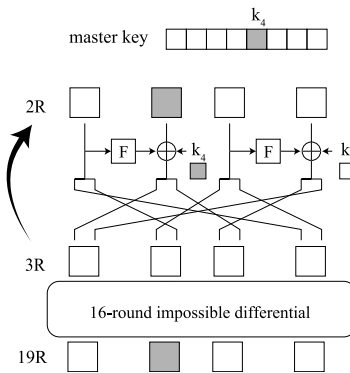 k4
master key
2R
F
F
k4
k
3R
16-round impossible differential
19R